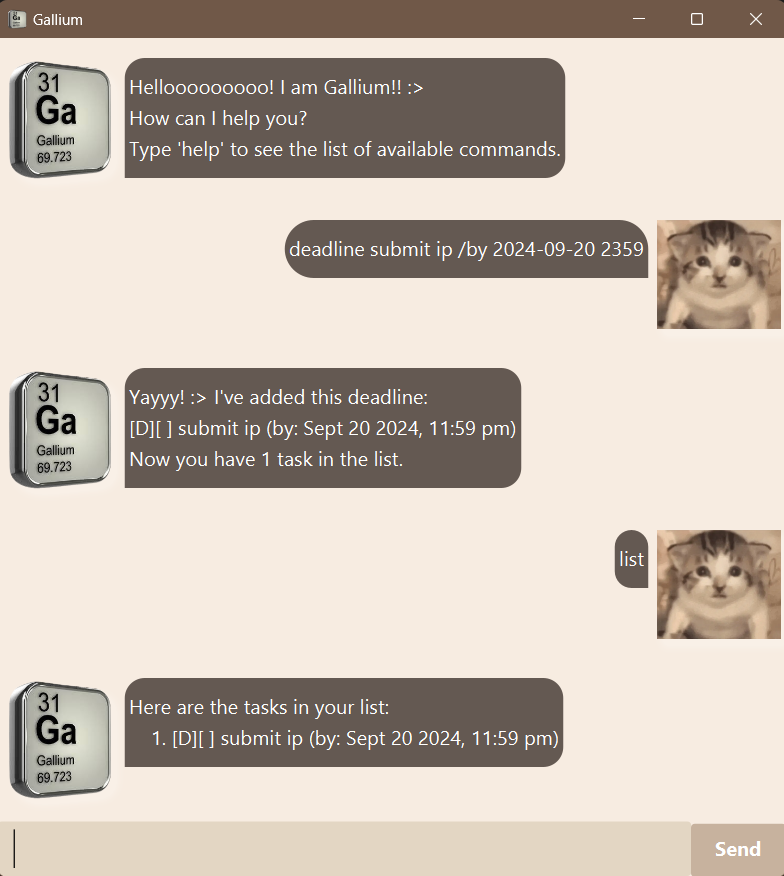 Gallium
31
Ga
Gallium
69.723
Hellooooooooo! I am Gallium!! :>
How can I help you?
Type 'help' to see the list of available commands.
deadline submit ip /by 2024-09-20 2359
31
Ga
Gallium
69.723
Yayyy! :> I've added this deadline:
[D][ ] submit ip (by: Sept 20 2024, 11:59 pm)
Now you have 1 task in the list.
list
31
Ga
Gallium
69.723
Here are the tasks in your list:
1. [D][ ] submit ip (by: Sept 20 2024, 11:59 pm)
Send